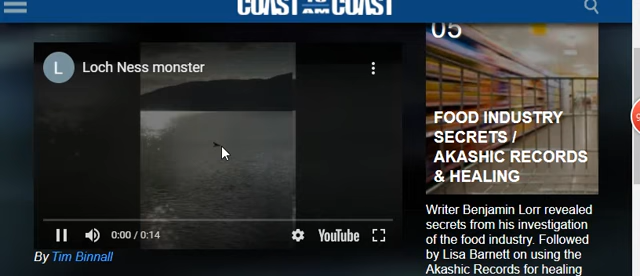 COAST TO COAST
AM
L
Loch Ness monster
0:00 / 0:14
YouTube
By Tim Binnall
05
FOOD INDUSTRY
SECRETS /
AKASHIC RECORDS
& HEALING
Writer Benjamin Lorr revealed
secrets from his investigation
of the food industry. Followed
by Lisa Barnett on using the
Akashic Records for healing